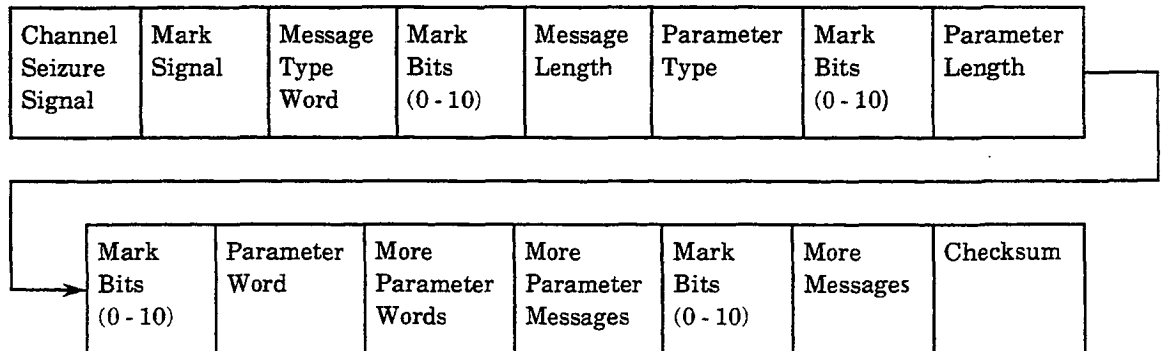 Channel Seizure Signal
Mark Signal
Message Type Word
Mark Bits (0 - 10)
Message Length
Parameter Type
Mark Bits (0 - 10)
Parameter Length
Mark Bits (0 - 10)
Parameter Word
More Parameter Words
More Parameter Messages
Mark Bits (0 - 10)
More Messages
Checksum